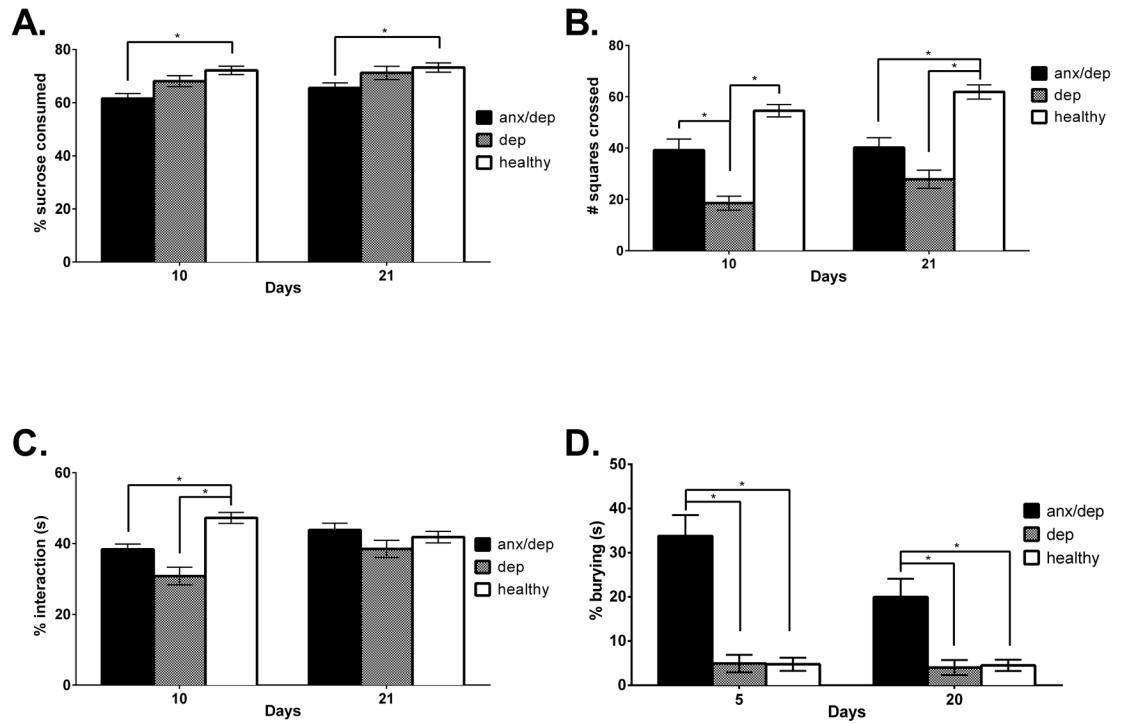 A.
% sucrose consumed
80
60
40
20
0
*
*
10
21
Days
anx/dep
dep
healthy
B.
# squares crossed
80
60
40
20
0
*
*
*
*
10
21
Days
anx/dep
dep
healthy
C.
% interaction (s)
60
40
20
0
*
*
10
21
Days
anx/dep
dep
healthy
D.
% burying (s)
50
40
30
20
10
0
*
*
*
*
5
20
Days
anx/dep
dep
healthy